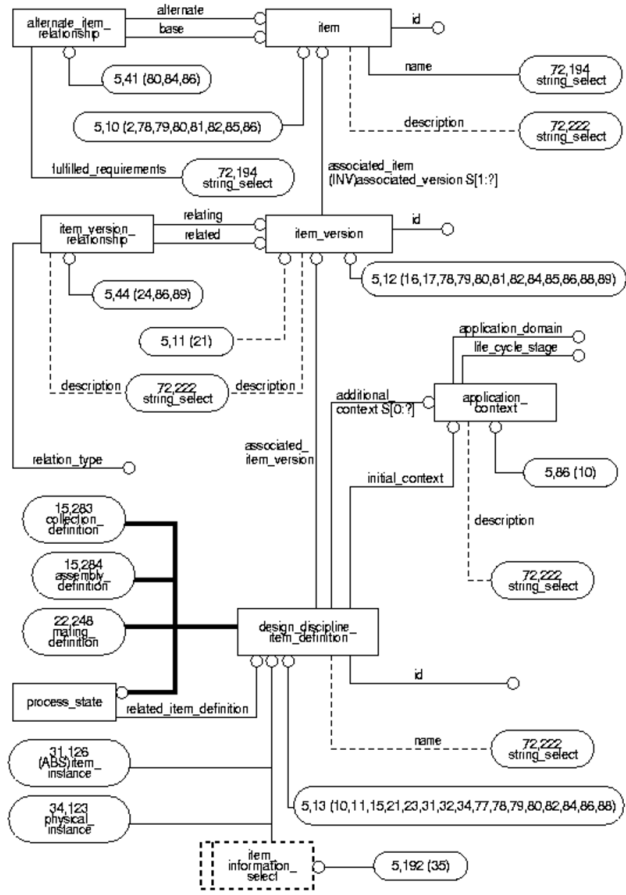 alternate
alternate_item_
relationship
base
item
id
5,41 (80,84,86)
name
72,194
string_select
5,10 (2,78,79,80,81,82,85,86)
description
72,222
string_select
fulfilled_requirements
72,194
string_select
associated_item
(INV)associated_version S[1:?]
item_version_
relationship
relating
related
item_version
id
5,44 (24,86,89)
5,12 (16,17,78,79,80,81,82,84,85,86,88,89)
5,11 (21)
application_domain
life_cycle_stage
description
72,222
string_select
description
additional_
context S[0:?]
application_
context
associated_
item_version
relation_type
initial_context
5,86 (10)
15,283
collection_
definition
description
15,284
assembly_
definition
72,222
string_select
22,248
mating_
definition
design_discipline_
item_definition
process_state
related_item_definition
id
name
72,222
string_select
31,126
(ABS)item_
instance
34,123
physical_
instance
5,13 (10,11,15,21,23,31,32,34,77,78,79,80,82,84,86,88)
item_
information_
select
5,192 (35)